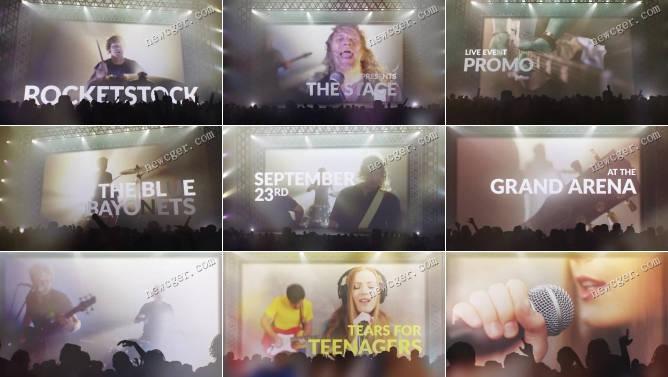 newcger.com
ROCKETSTOCK
newcger.com
PRESENTS
THE STAGE
newcger.com
LIVE EVENT
PROMO
newcger.com
THE BLUE
BAYONETS
newcger.com
SEPTEMBER
23RD
newcger.com
AT THE
GRAND ARENA
newcger.com
newcger.com
TEARS FOR
TEENAGERS
newcger.com